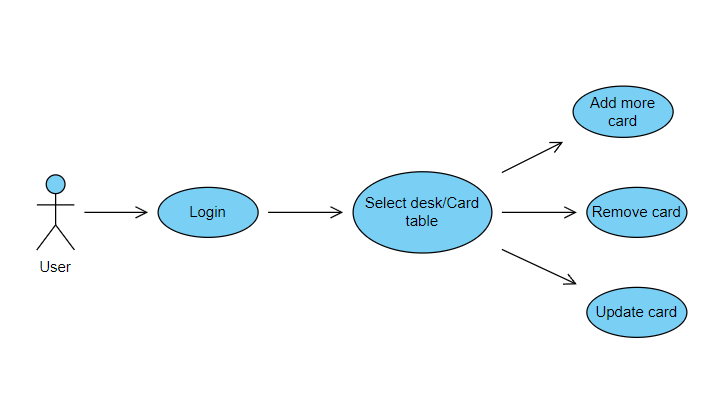 User
Login
Select desk/Card
table
Add more
card
Remove card
Update card